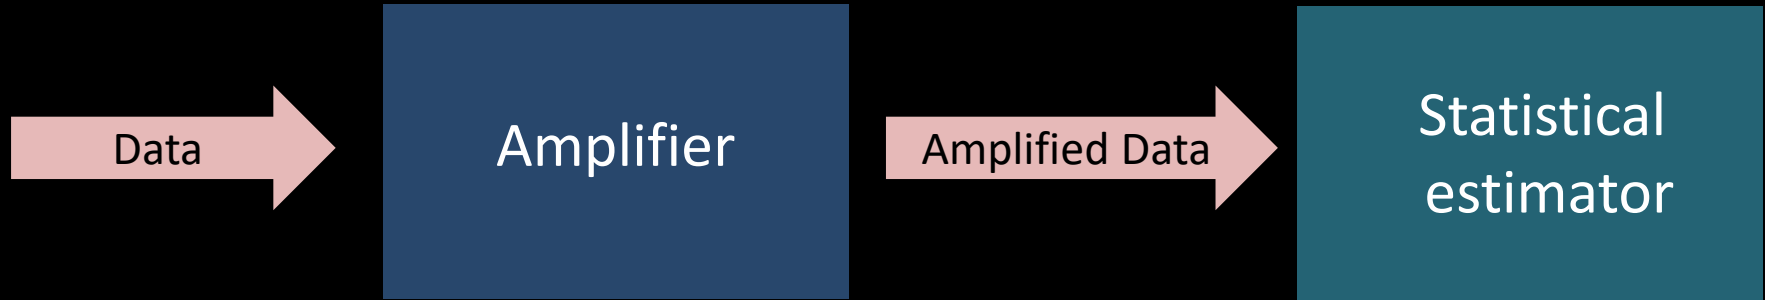 Data
Amplifier
Amplified Data
Statistical
estimator